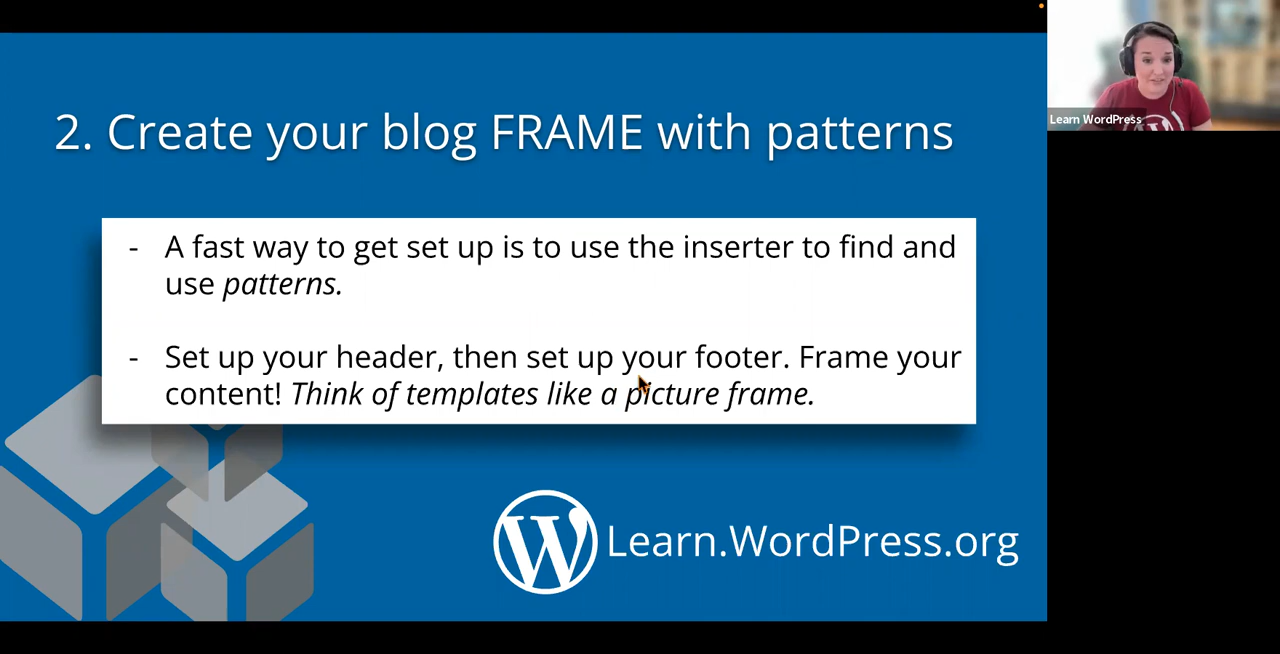 2. Create your blog FRAME with patterns
Learn WordPress
- A fast way to get set up is to use the inserter to find and
use patterns.
- Set up your header, then set up your footer. Frame your
content! Think of templates like a picture frame.
W Learn.WordPress.org